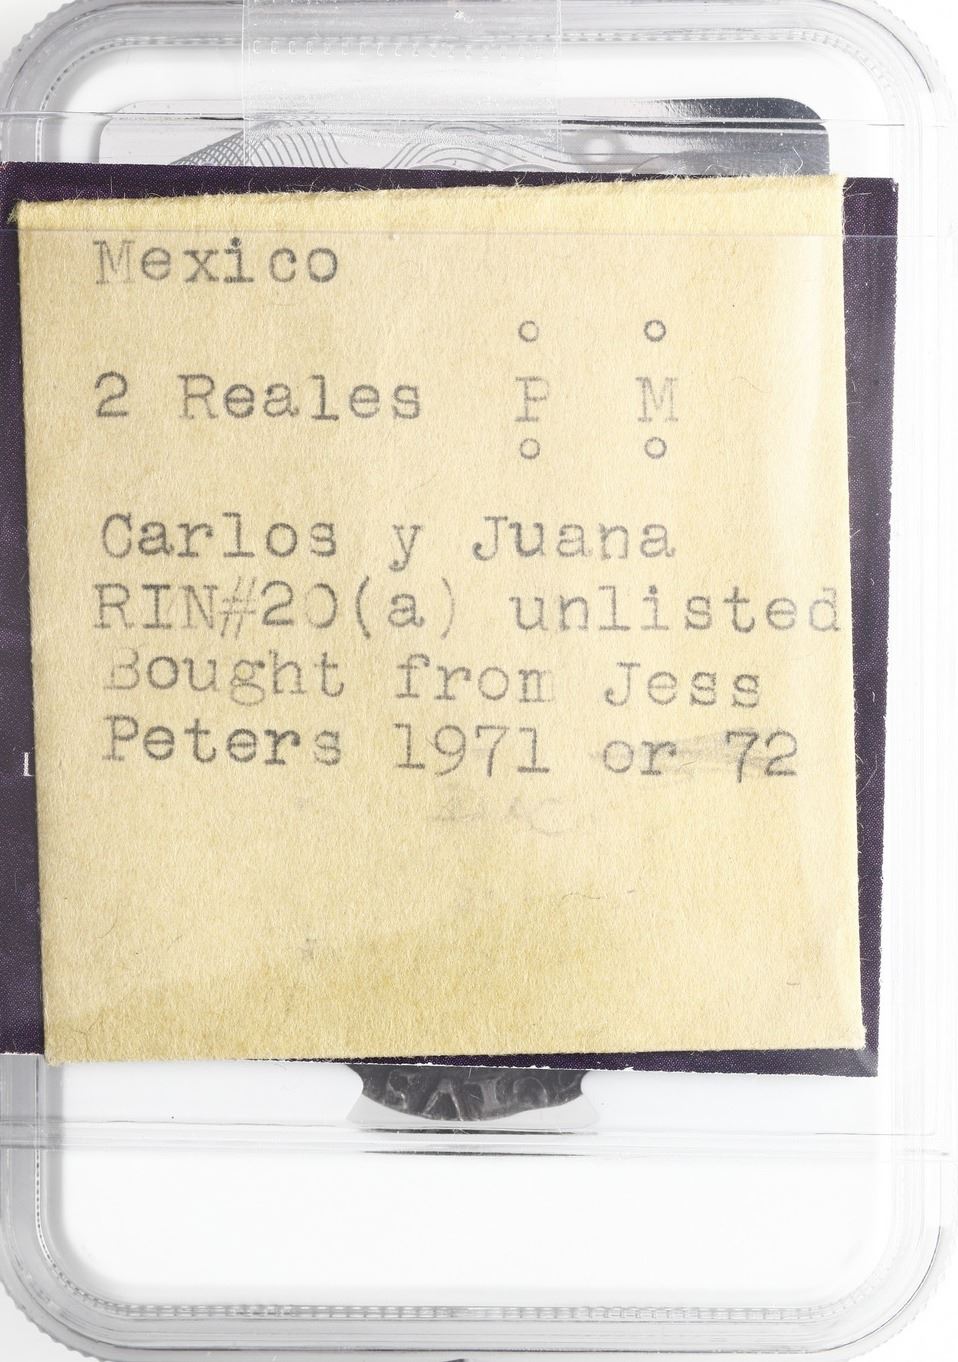 Mexico
o o
2 Reales P M
o o
Carlos y Juana
RIN#20(a) unlisted
Bought from Jess
Peters 1971 or 72